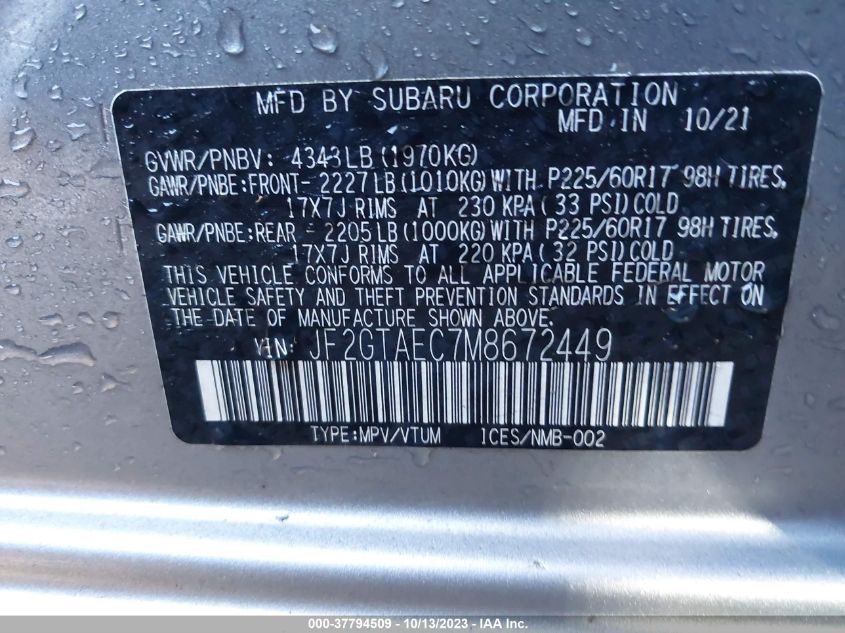 MFD BY SUBARU CORPORATION
MFD IN 10/21
GVWR/PNBV: 4343LB(1970KG)
GAWR/PNBE:FRONT- 2227LB(1010KG)WITH P225/60R17 98H TIRES,
17X7J RIMS AT 230 KPA( 33 PSI)COLD
GAWR/PNBE:REAR - 2205LB(1000KG)WITH P225/60R17 98H TIRES,
17X7J RIMS AT 220 KPA( 32 PSI)COLD
THIS VEHICLE CONFORMS TO ALL APPLICABLE FEDERAL MOTOR
VEHICLE SAFETY AND THEFT PREVENTION STANDARDS IN EFFECT ON
THE DATE OF MANUFACTURE SHOWN ABOVE.
VIN: JF2GTAEC7M8672449
TYPE:MPV/VTUM ICES/NMB-002
000-37794509 - 10/13/2023 - IAA Inc.